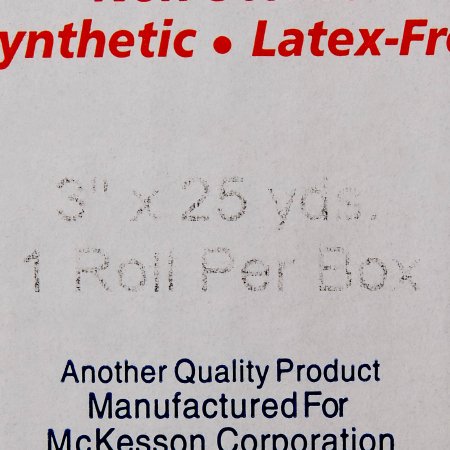 ynthetic • Latex-Fr
3" x 25 yds.
1 Roll Per Box
Another Quality Product
Manufactured For
McKesson Corporation